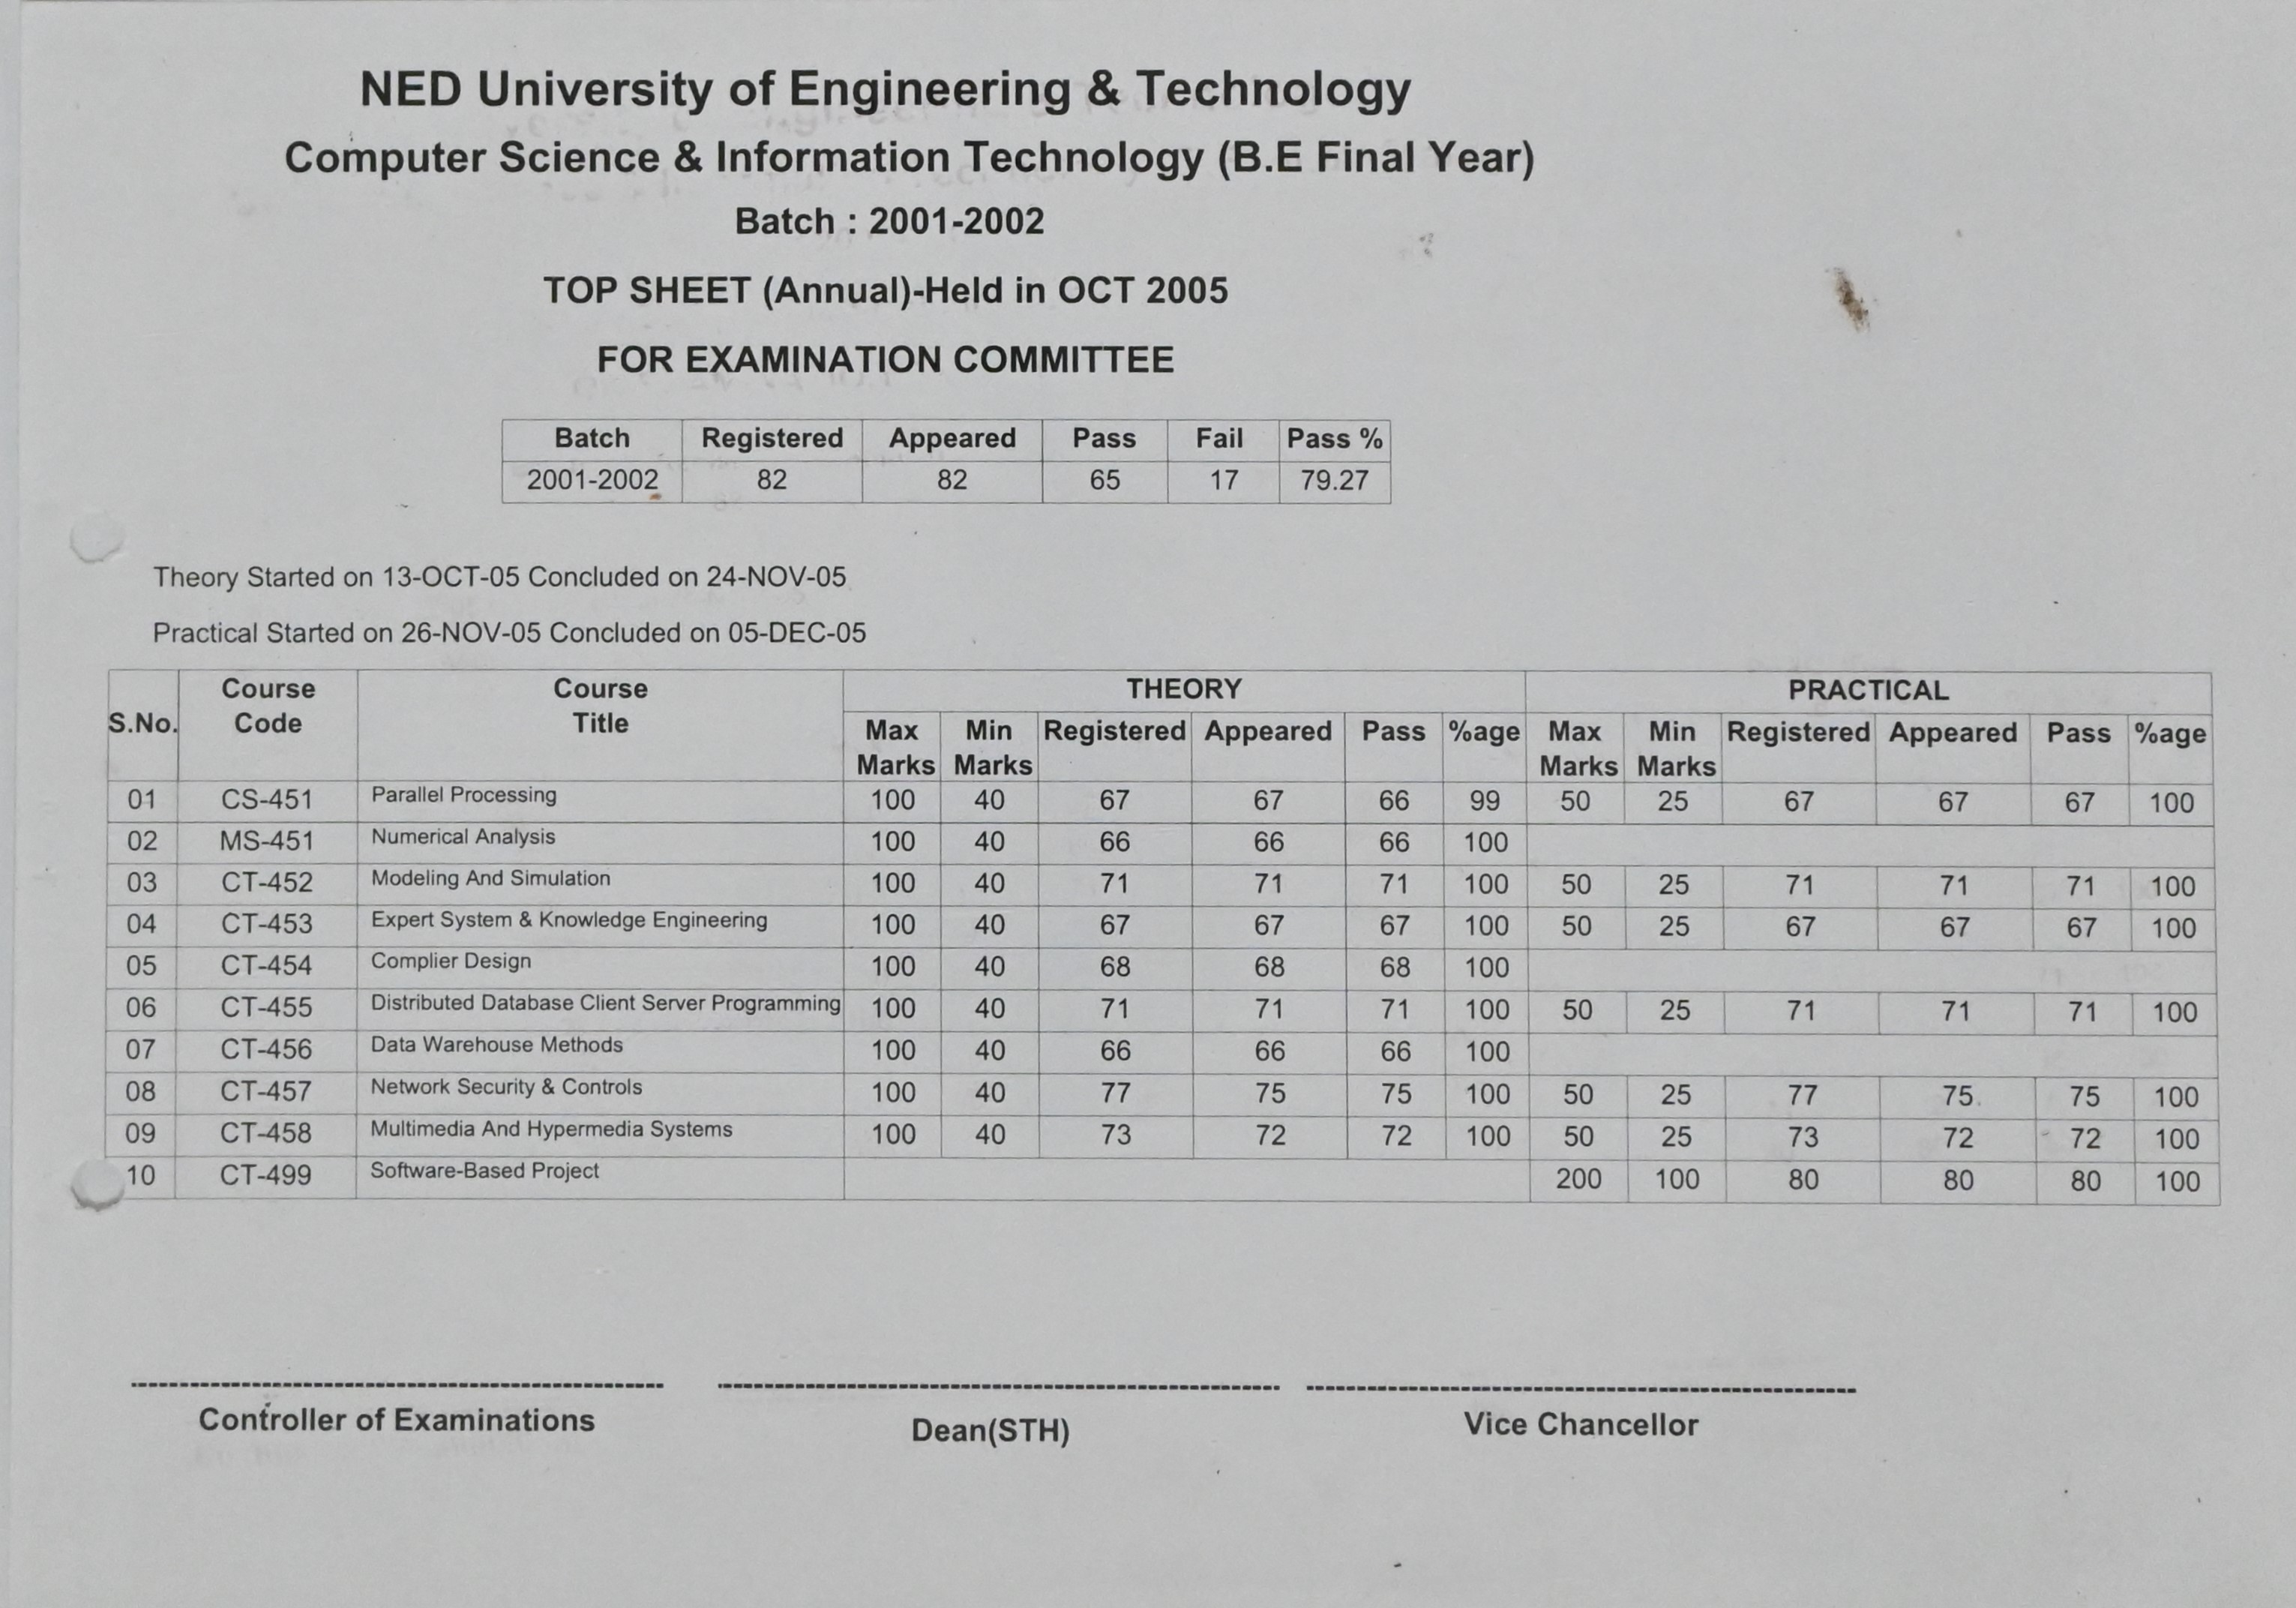 NED University of Engineering & Technology
Computer Science & Information Technology (B.E Final Year)
Batch : 2001-2002
TOP SHEET (Annual)-Held in OCT 2005
FOR EXAMINATION COMMITTEE
Batch Registered Appeared Pass Fail Pass %
2001-2002 82 82 65 17 79.27
Theory Started on 13-OCT-05 Concluded on 24-NOV-05
Practical Started on 26-NOV-05 Concluded on 05-DEC-05
S.No. Course Code Course Title THEORY PRACTICAL
Max Marks Min Marks Registered Appeared Pass %age Max Marks Min Marks Registered Appeared Pass %age
01 CS-451 Parallel Processing 100 40 67 67 66 99 50 25 67 67 67 100
02 MS-451 Numerical Analysis 100 40 66 66 66 100
03 CT-452 Modeling And Simulation 100 40 71 71 71 100 50 25 71 71 71 100
04 CT-453 Expert System & Knowledge Engineering 100 40 67 67 67 100 50 25 67 67 67 100
05 CT-454 Complier Design 100 40 68 68 68 100
06 CT-455 Distributed Database Client Server Programming 100 40 71 71 71 100 50 25 71 71 71 100
07 CT-456 Data Warehouse Methods 100 40 66 66 66 100
08 CT-457 Network Security & Controls 100 40 77 75 75 100 50 25 77 75 75 100
09 CT-458 Multimedia And Hypermedia Systems 100 40 73 72 72 100 50 25 73 72 72 100
10 CT-499 Software-Based Project 200 100 80 80 80 100
Controller of Examinations Dean(STH) Vice Chancellor